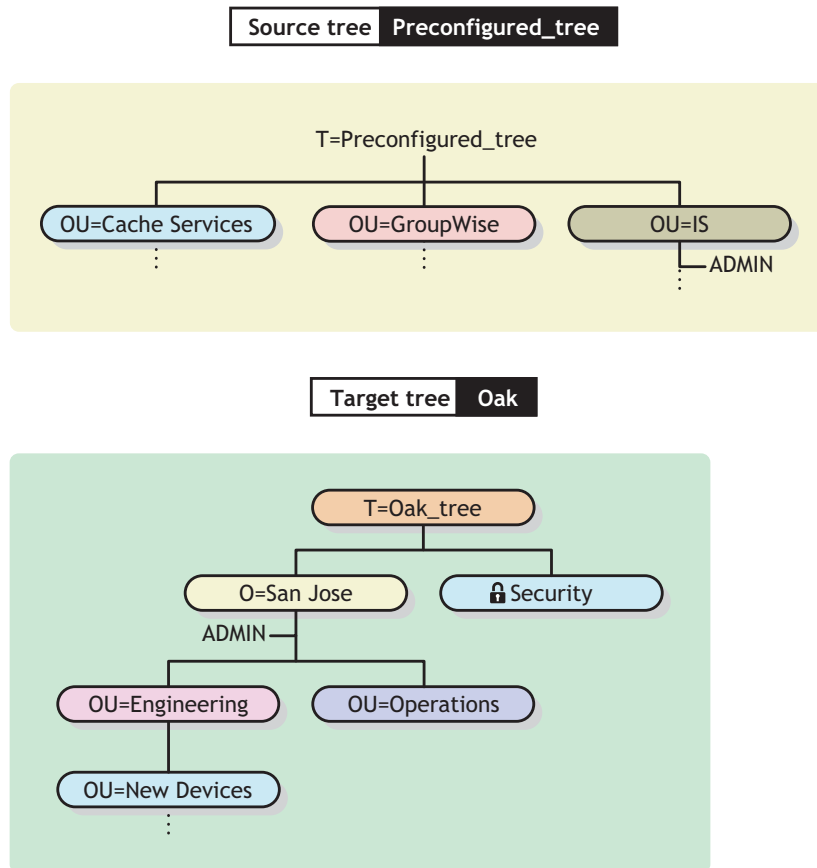 Source tree Preconfigured_tree
T=Preconfigured_tree
OU=Cache Services OU=GroupWise OU=IS
ADMIN
Target tree Oak
T=Oak_tree
O=San Jose Security
ADMIN
OU=Engineering OU=Operations
OU=New Devices